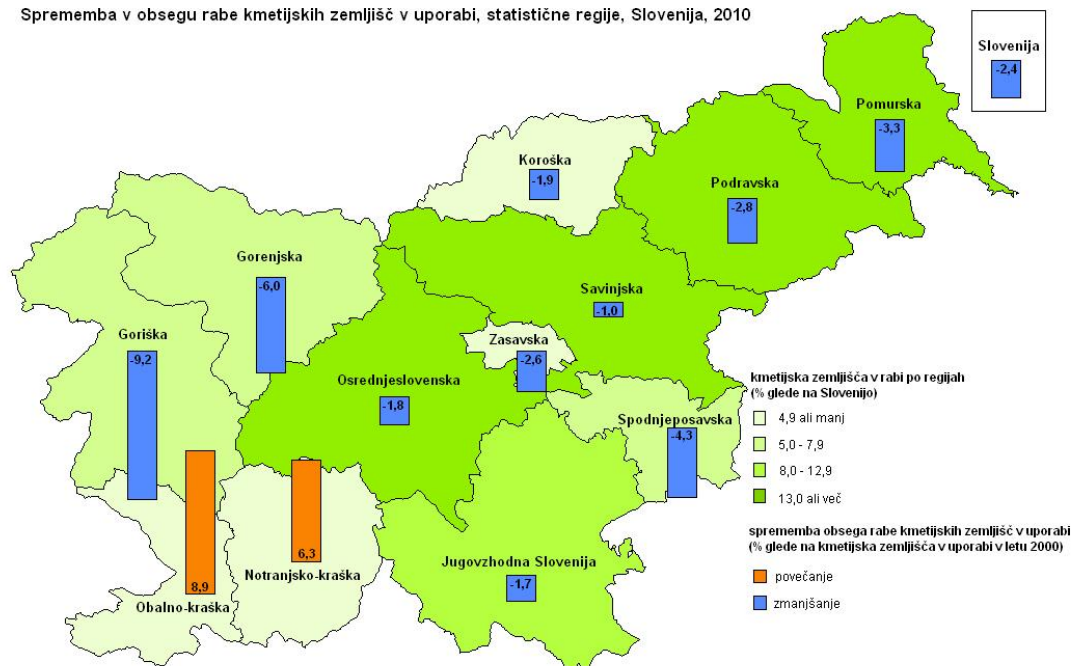 Sprememba v obsegu rabe kmetijskih zemljišč v uporabi, statistične regije, Slovenija, 2010
Slovenija
-2,4
Pomurska
-3,3
Koroška
-1,9
Podravska
-2,8
Gorenjska
-6,0
Savinjska
-1,0
Goriška
-9,2
Zasavska
-2,6
Osrednjeslovenska
-1,8
Spodnjeposavska
-4,3
6,3
Notranjsko-kraška
8,9
Obalno-kraška
Jugovzhodna Slovenija
-1,7
kmetijska zemljišča v rabi po regijah
(% glede na Slovenijo)
4,9 ali manj
5,0 - 7,9
8,0 - 12,9
13,0 ali več
sprememba obsega rabe kmetijskih zemljišč v uporabi
(% glede na kmetijska zemljišča v uporabi v letu 2000)
povečanje
zmanjšanje